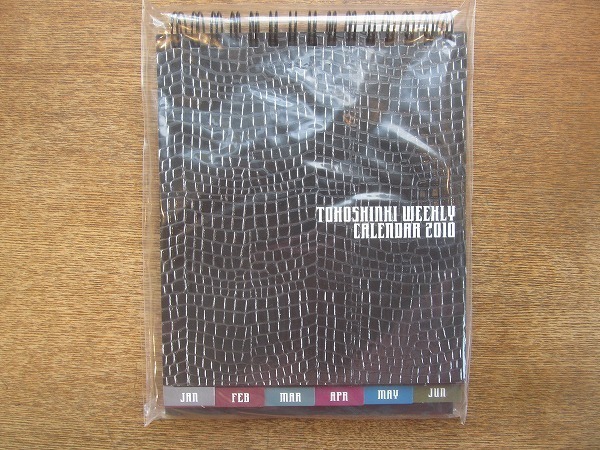 TOHOSHINKI WEEKLY
CALENDAR 2010
JAN FEB MAR APR MAY JUN